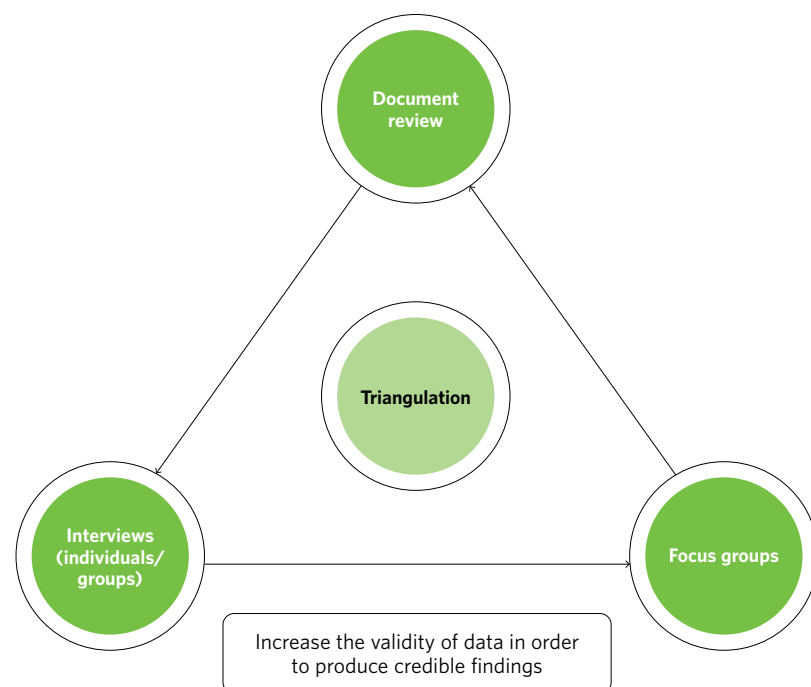 Document
review
Triangulation
Interviews
(individuals/
groups)
Focus groups
Increase the validity of data in order
to produce credible findings